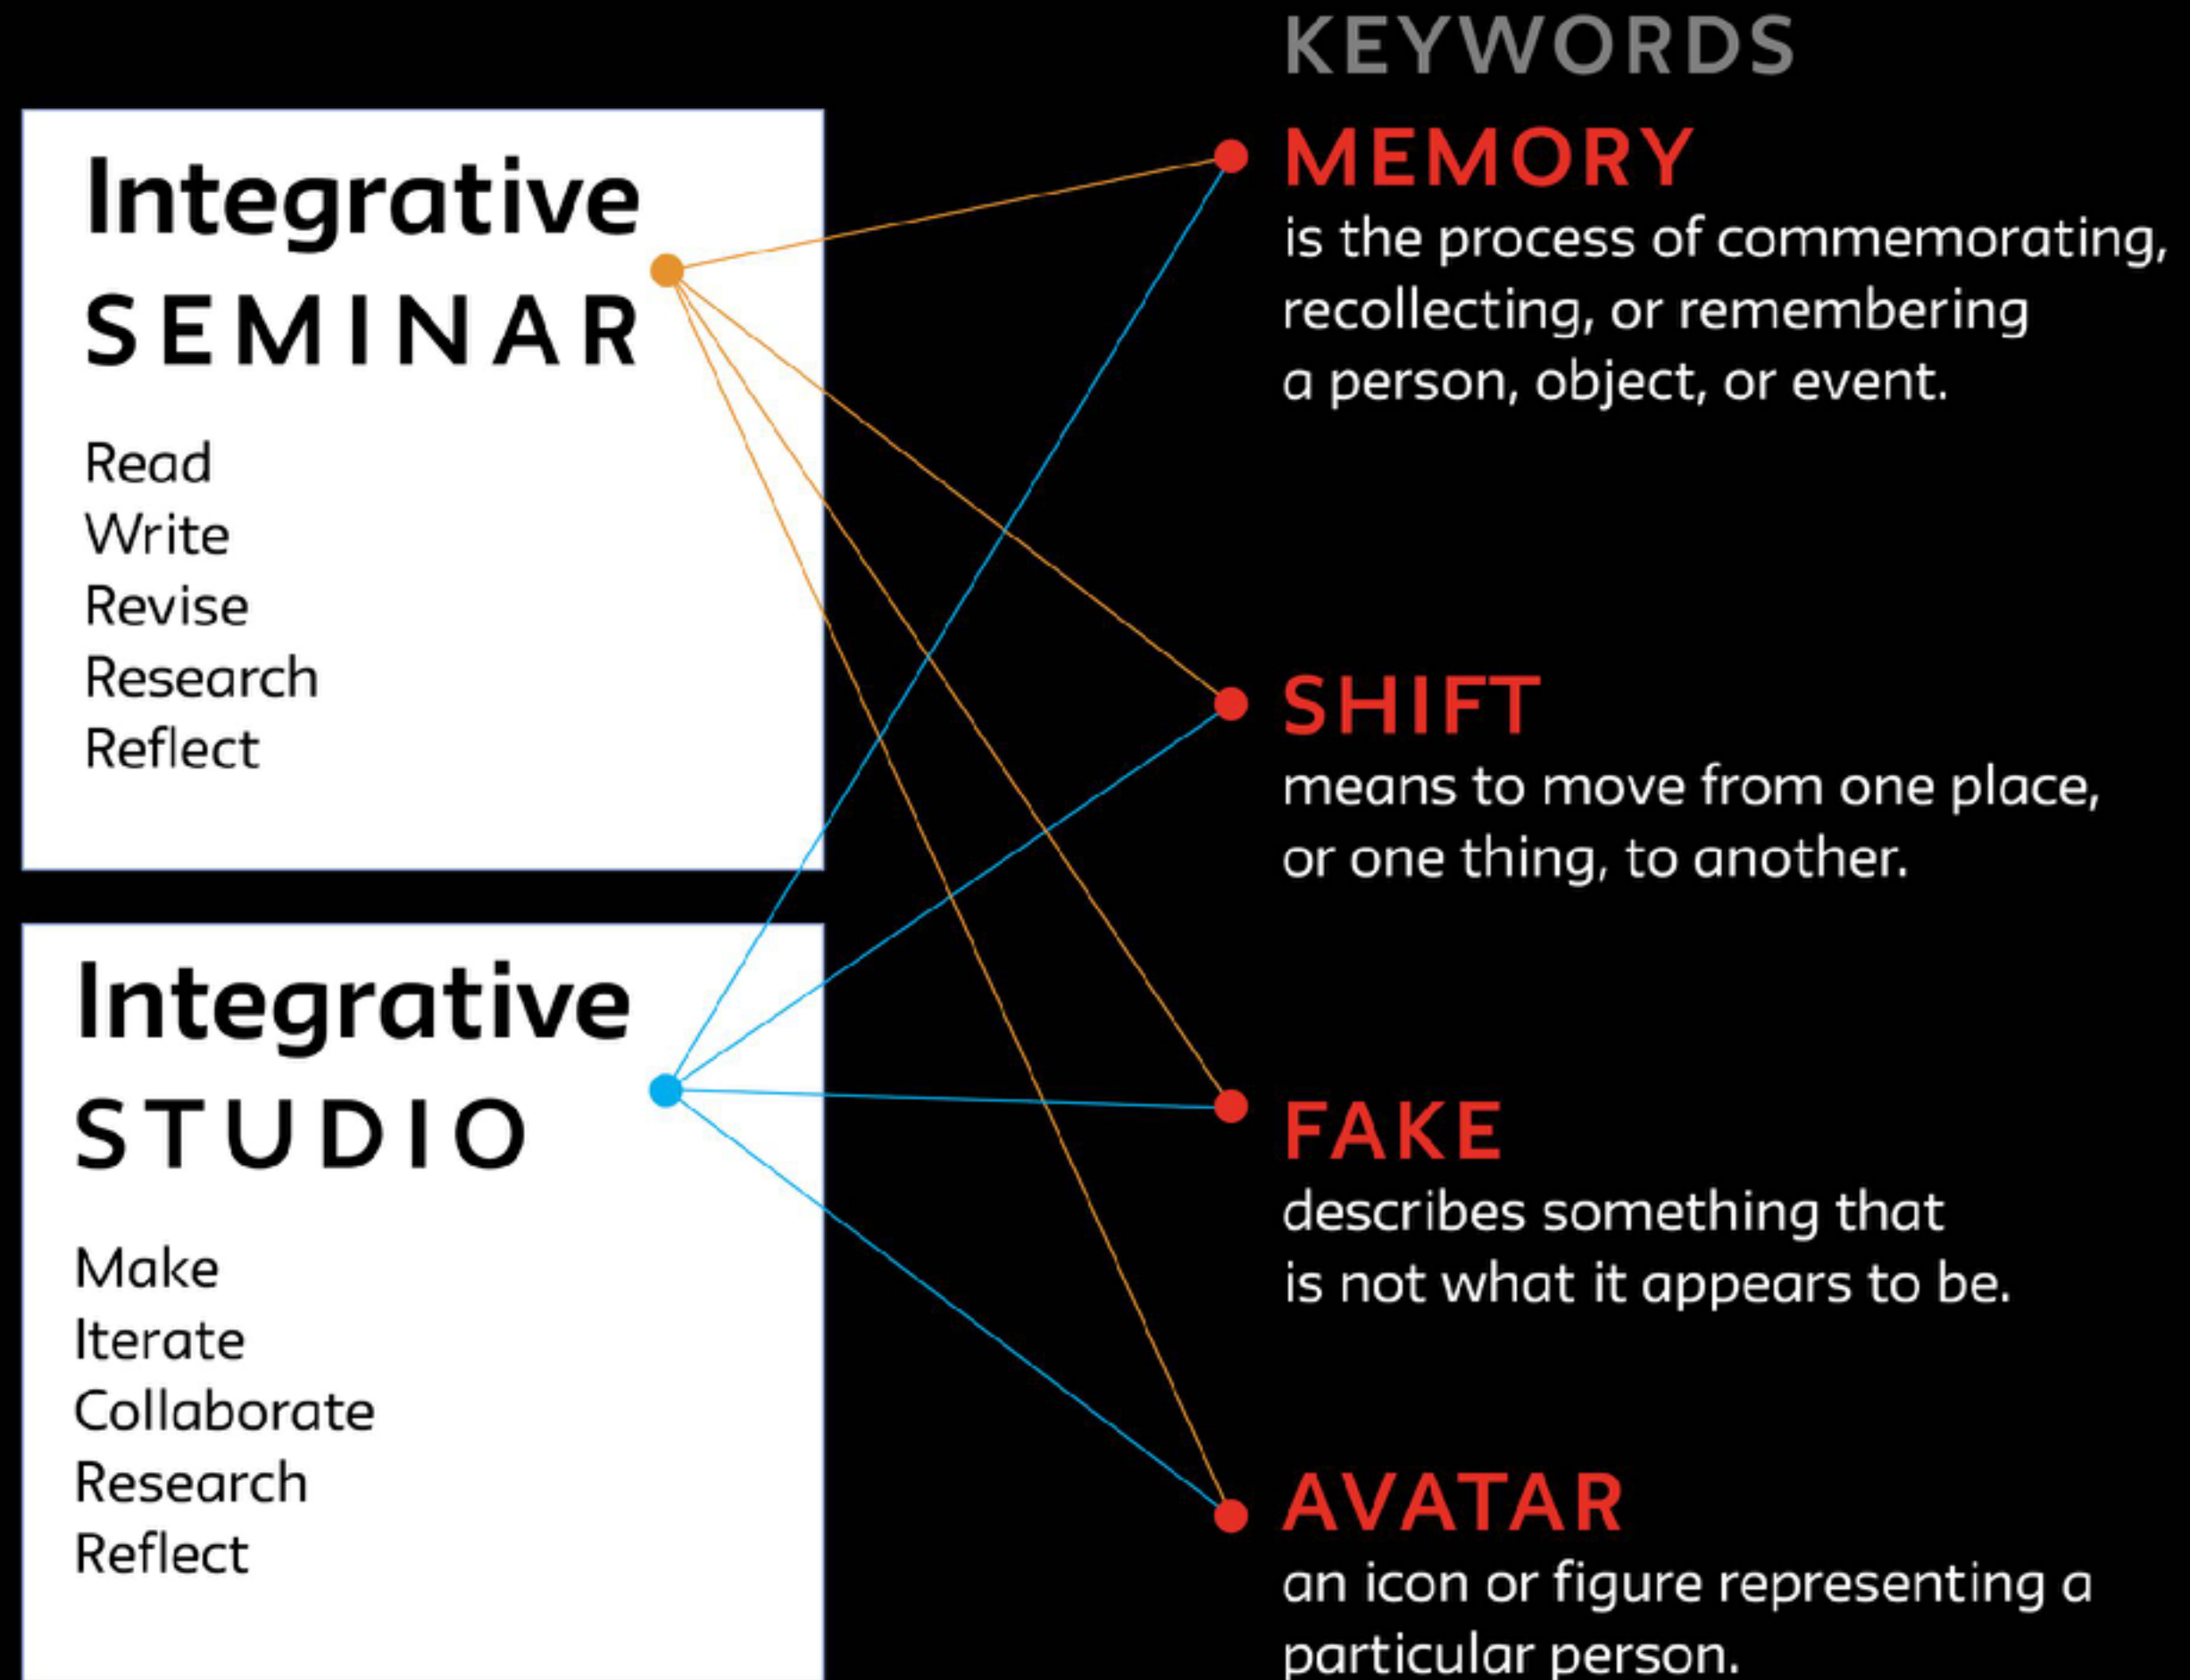 Integrative
SEMINAR
Read
Write
Revise
Research
Reflect
Integrative
STUDIO
Make
Iterate
Collaborate
Research
Reflect
KEYWORDS
MEMORY
is the process of commemorating,
recollecting, or remembering
a person, object, or event.
SHIFT
means to move from one place,
or one thing, to another.
FAKE
describes something that
is not what it appears to be.
AVATAR
an icon or figure representing a
particular person.